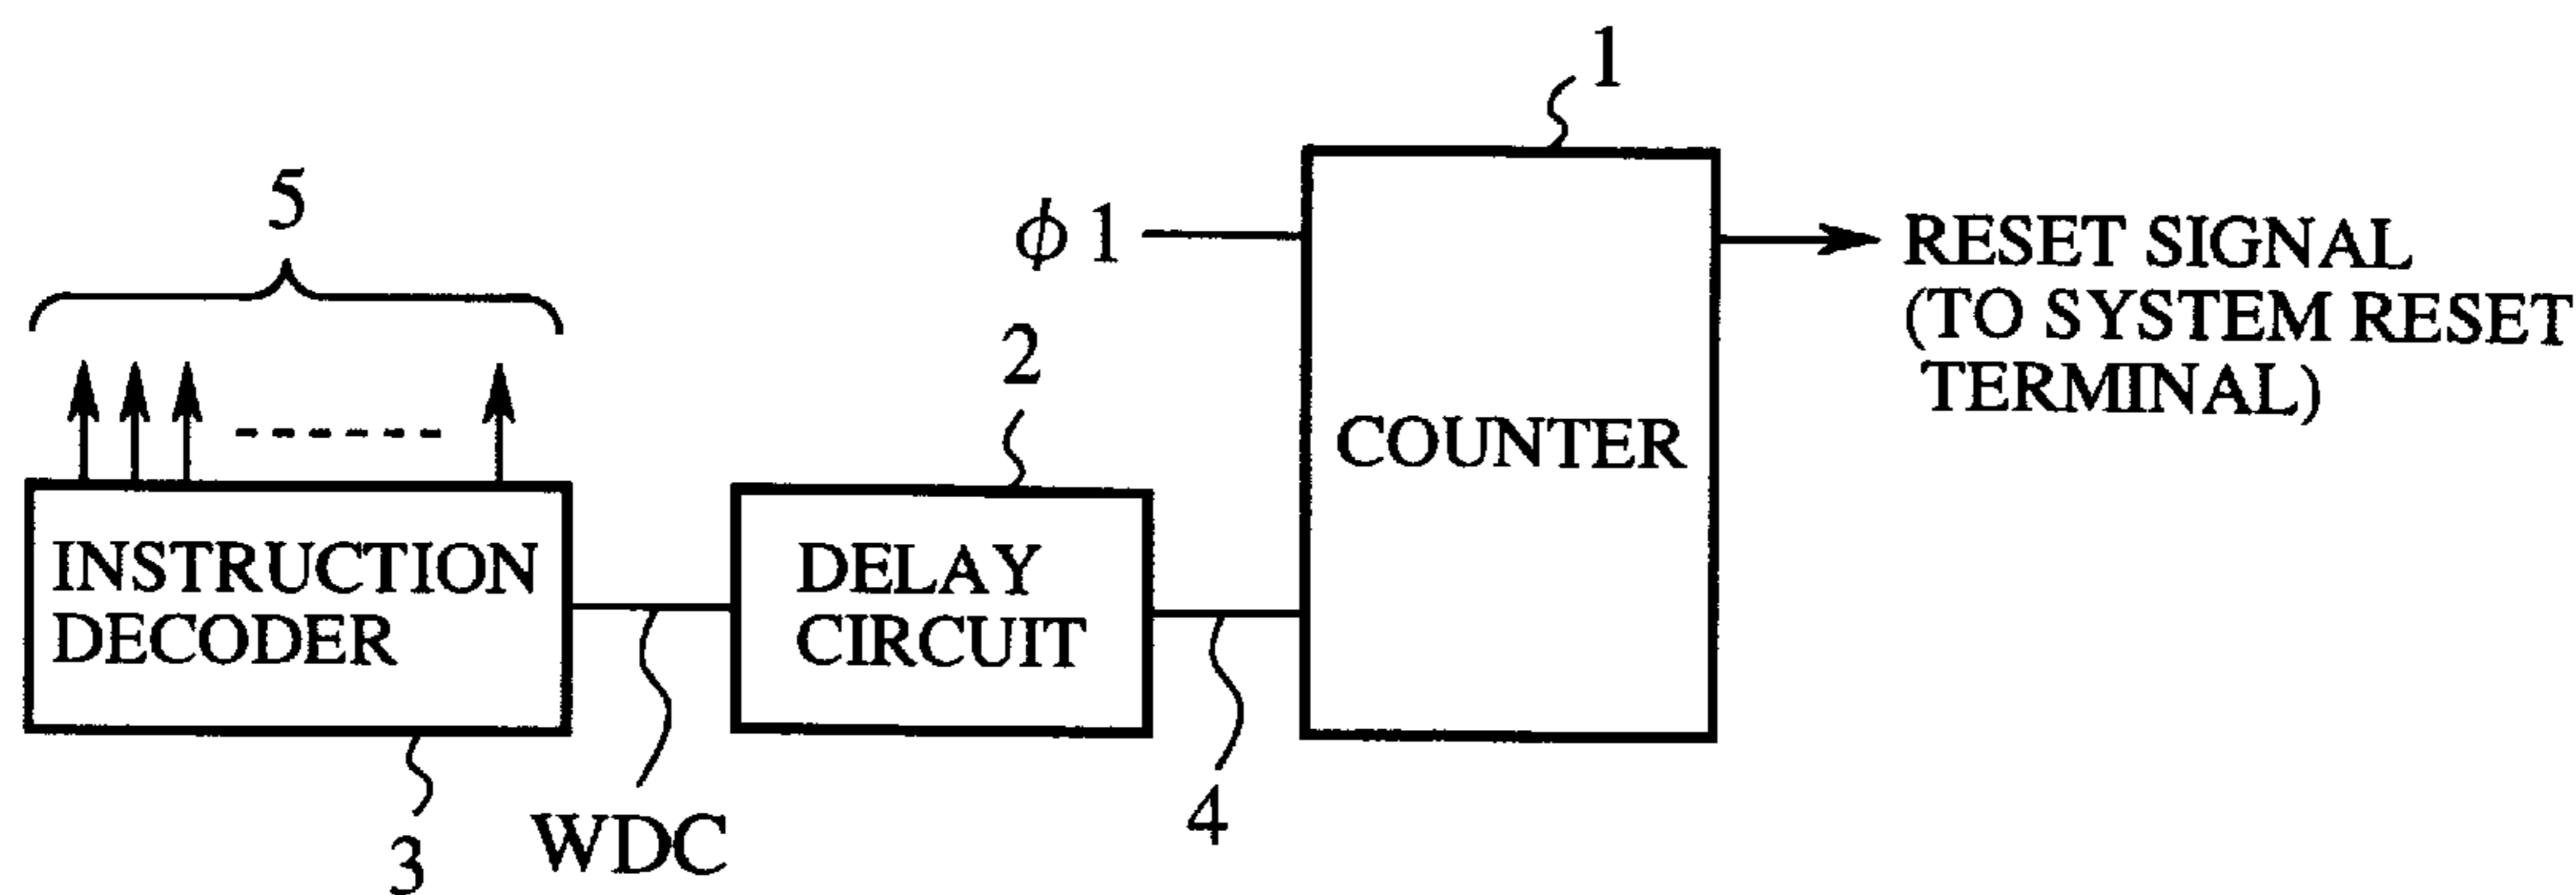 1
5
φ1
RESET SIGNAL
(TO SYSTEM RESET
TERMINAL)
2
COUNTER
INSTRUCTION
DECODER
DELAY
CIRCUIT
3
WDC
4